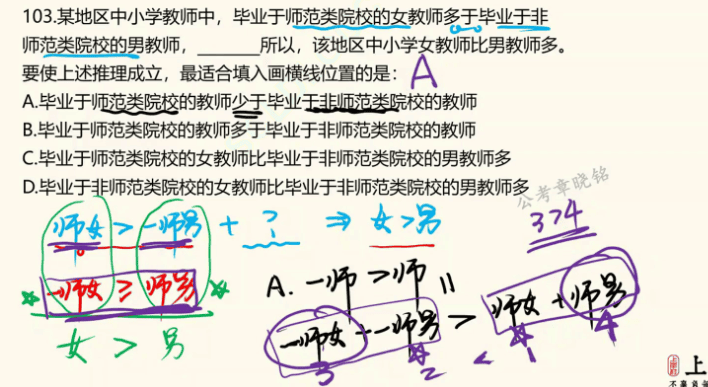 103.某地区中小学教师中，毕业于师范类院校的女教师多于毕业于非
师范类院校的男教师，________所以，该地区中小学女教师比男教师多。
要使上述推理成立，最适合填入画横线位置的是： A
A.毕业于师范类院校的教师少于毕业于非师范类院校的教师
B.毕业于师范类院校的教师多于毕业于非师范类院校的教师
C.毕业于师范类院校的女教师比毕业于非师范类院校的男教师多
D.毕业于非师范类院校的女教师比毕业于非师范类院校的男教师多
公考章晓铭
师女 > 一师男 + ? ⇒ 女>男
3>4
一师女 ≥ 师男
A. 一师 > 师
一师女 + 一师男 > 师女 + 师男
3 2 < 1 4
女 > 男
上